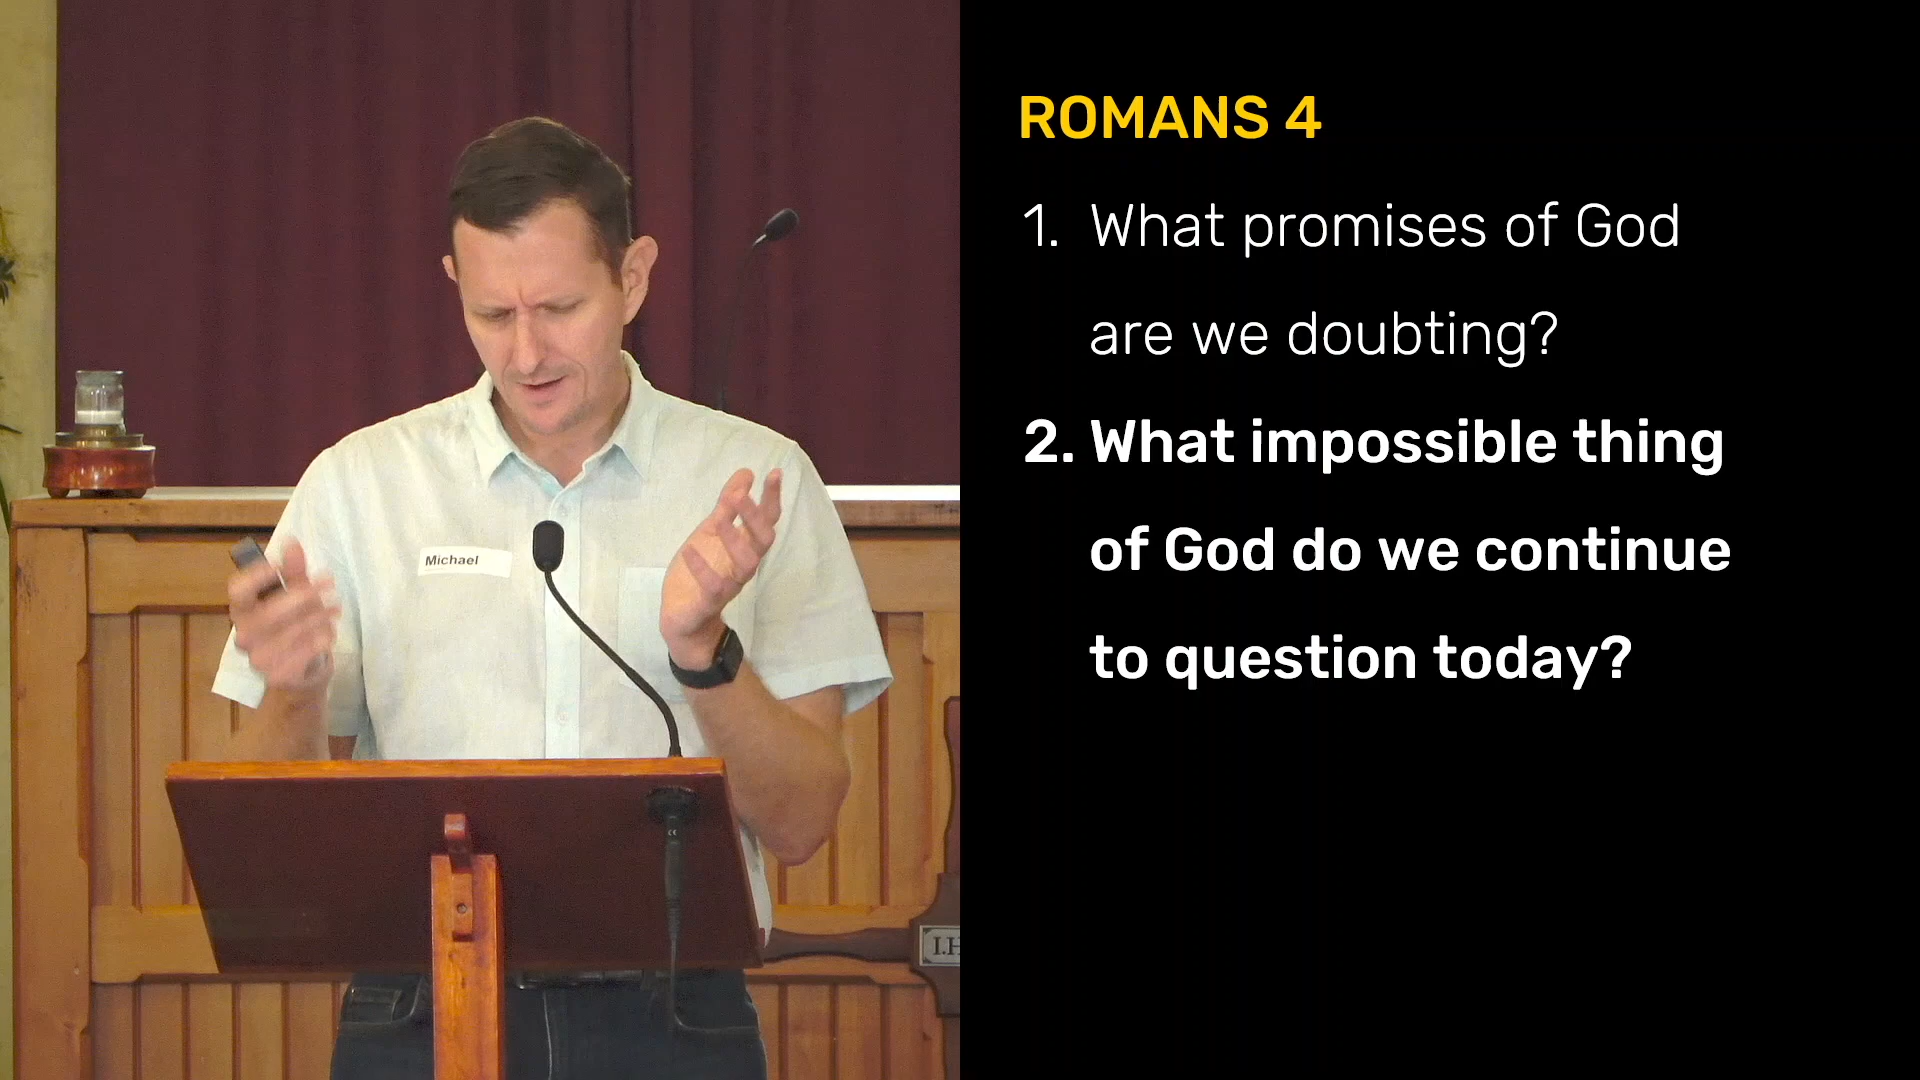 ROMANS 4
1. What promises of God
are we doubting?
2. What impossible thing
of God do we continue
to question today?
Michael
I.H